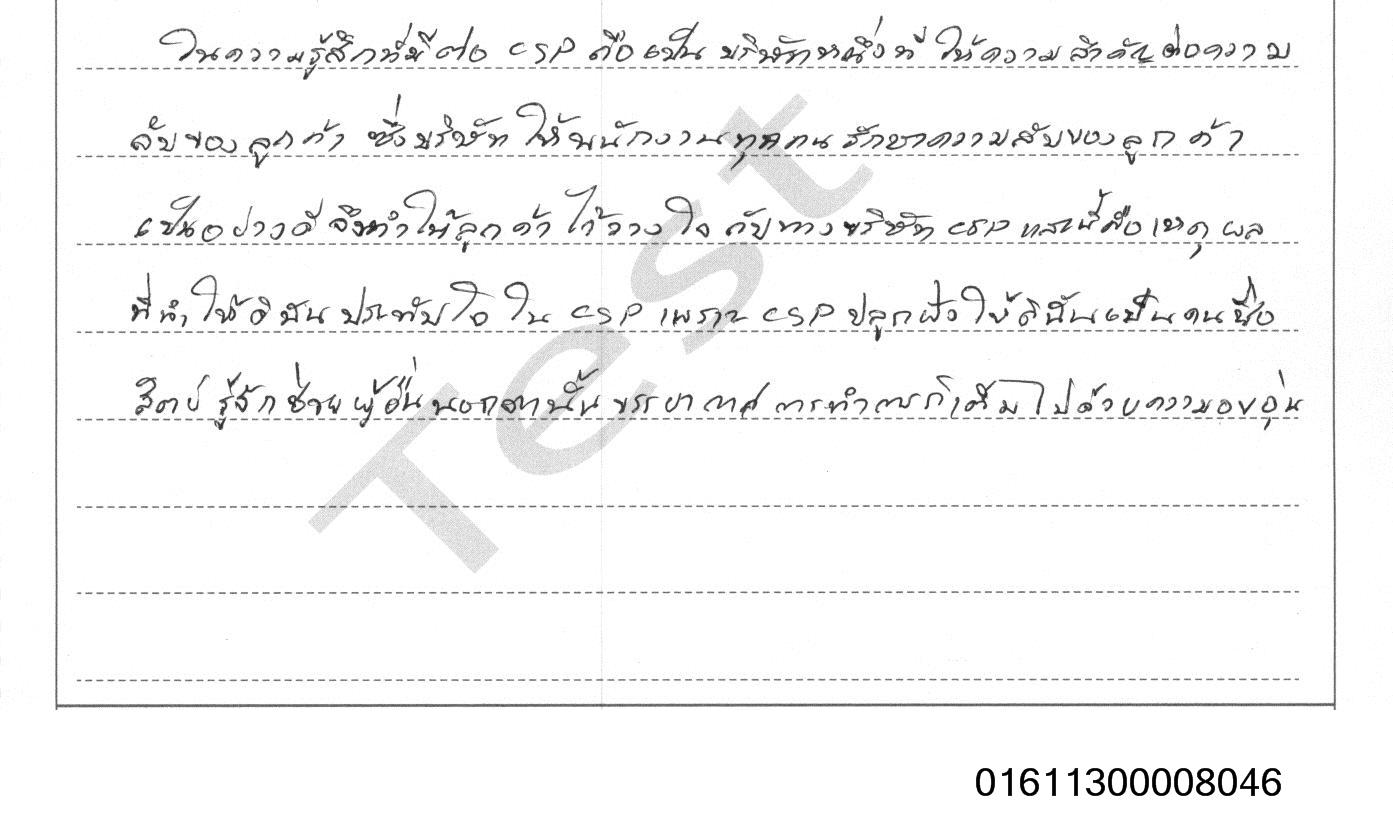 ในความรู้สึกที่มีต่อ CSP ถือเป็น บริษัทหนึ่งที่ ให้ความสำคัญต่อความ
ลับของลูกค้า ซึ่งบริษัท ให้พนักงานทุกคน รักษาความลับของลูกค้า
เป็นอย่างดี จึงทำให้ลูกค้า ไว้วางใจ กับทางบริษัท CSP และนี้คือเหตุผล
ที่ทำให้ดิฉันประทับใจ ใน CSP เพราะ CSP ปลูกฝังให้ดิฉันเป็นคนซื่อ
สัตย์ รู้จักช่วยผู้อื่น นอกจากนั้น บรรยากาศ การทำงานก็เต็มไปด้วยความอบอุ่น
Test
01611300008046